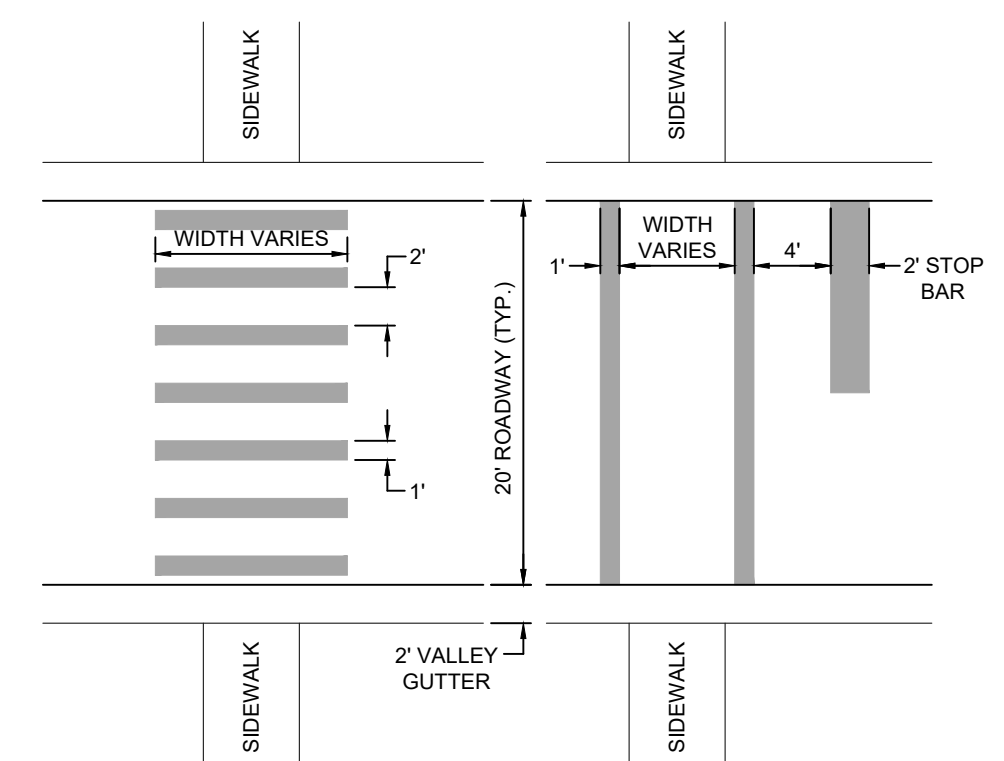 SIDEWALK
SIDEWALK
WIDTH VARIES
2'
1'
SIDEWALK
20' ROADWAY (TYP.)
2' VALLEY
GUTTER
WIDTH
VARIES
1'
4'
2' STOP
BAR
SIDEWALK